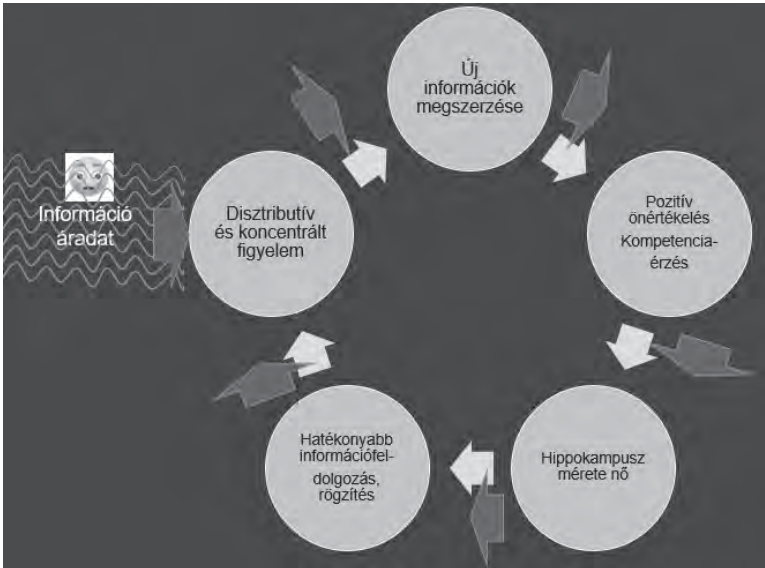 Új
információk
megszerzése
Információ
áradat
Disztributív
és koncentrált
figyelem
Pozitív
önértékelés
Kompetencia-
érzés
Hatékonyabb
információfel-
dolgozás,
rögzítés
Hippokampusz
mérete nő